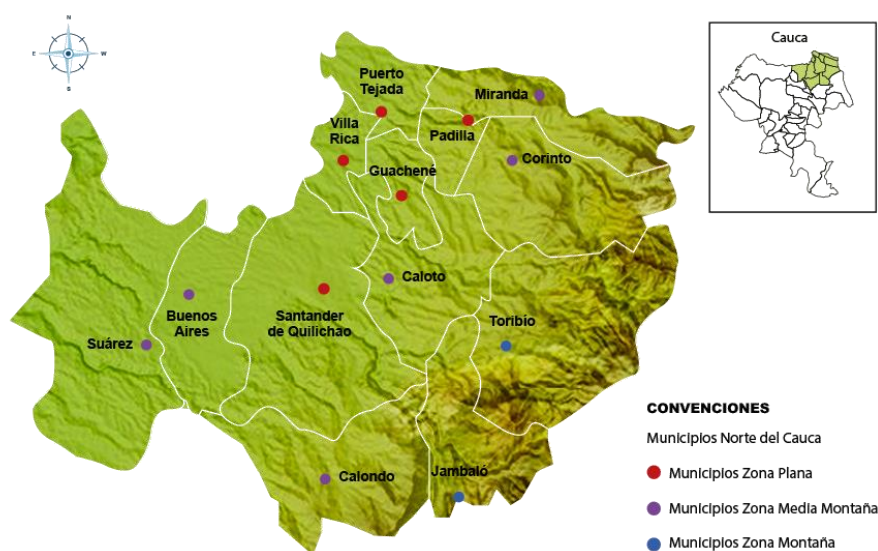 N
E
W
S
Cauca
Puerto
Tejada
Miranda
Villa
Rica
Padilla
Guachené
Corinto
Caloto
Buenos
Aires
Santander
de Quilichao
Toribío
Suárez
Calondo
Jambaló
CONVENCIONES
Municipios Norte del Cauca
Municipios Zona Plana
Municipios Zona Media Montaña
Municipios Zona Montaña